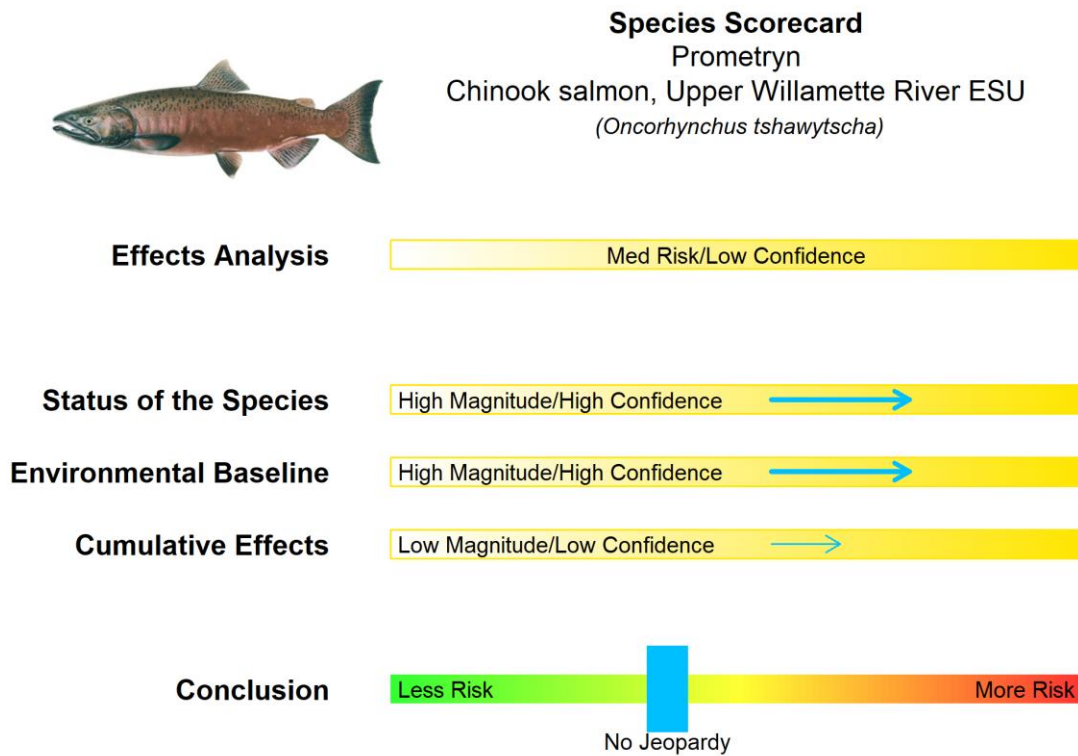 Species Scorecard
Prometryn
Chinook salmon, Upper Willamette River ESU
(Oncorhynchus tshawytscha)
Effects Analysis
Med Risk/Low Confidence
Status of the Species
High Magnitude/High Confidence
Environmental Baseline
High Magnitude/High Confidence
Cumulative Effects
Low Magnitude/Low Confidence
Conclusion
Less Risk
More Risk
No Jeopardy